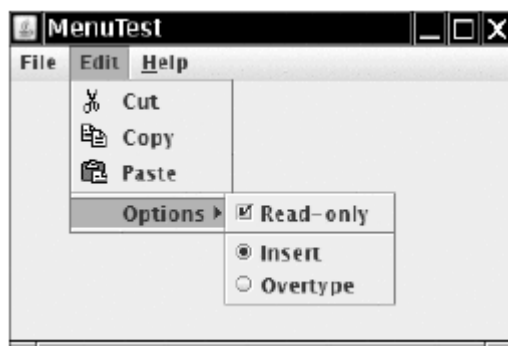 MenuTest
File Edit Help
Cut
Copy
Paste
Options Read-only
Insert
Overtype